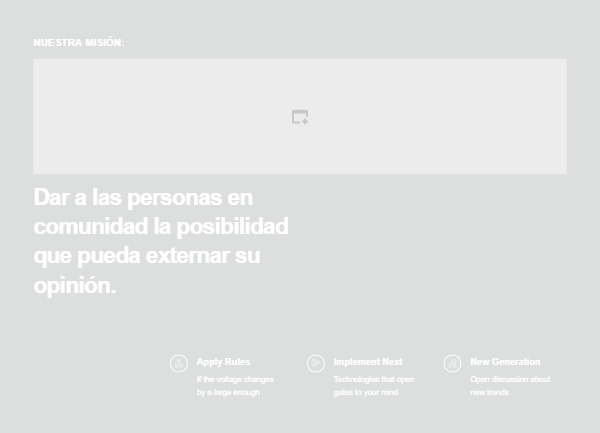 NUESTRA MISIÓN:
Dar a las personas en
comunidad la posibilidad
que pueda externar su
opinión.
Apply Rules
If the voltage changes
by a large enough
Implement Next
Technologies that open
gates to your mind
New Generation
Open discussion about
new trends